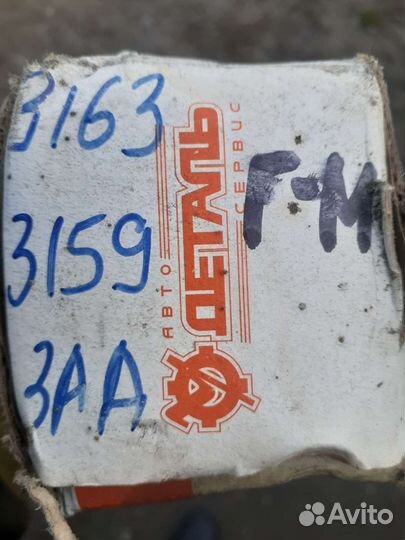 3163
3159
ЗАА
АВТО
ДЕТАЛЬ
СЕРВИС
Г-М
Avito